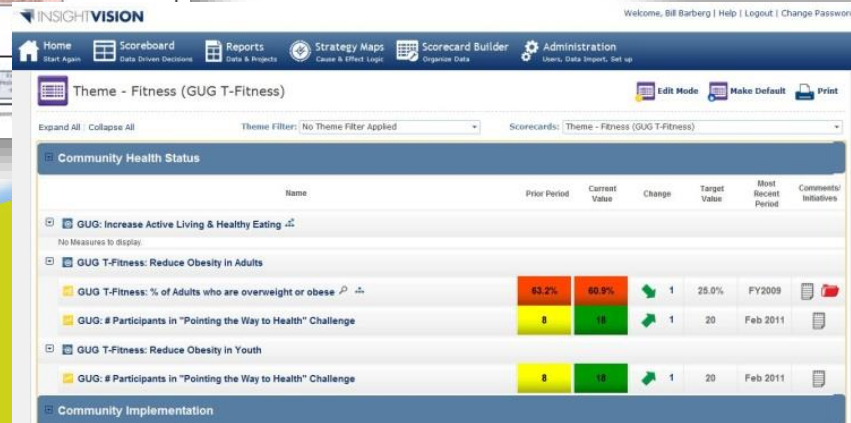 INSIGHTVISION
Welcome, Bill Barberg | Help | Logout | Change Passwor
Home
Start Again
Scoreboard
Data Driven Decisions
Reports
Data & Projects
Strategy Maps
Cause & Effect Logic
Scorecard Builder
Organize Data
Administration
Users, Data Import, Set up
Theme - Fitness (GUG T-Fitness)
Edit Mode
Make Default
Print
Expand All | Collapse All
Theme Filter: No Theme Filter Applied
Scorecards: Theme - Fitness (GUG T-Fitness)
Community Health Status
Name Prior Period Current Value Change Target Value Most Recent Period Comments/ Initiatives
GUG: Increase Active Living & Healthy Eating
No Measures to display.
GUG T-Fitness: Reduce Obesity in Adults
GUG T-Fitness: % of Adults who are overweight or obese 63.2% 60.9% 1 25.0% FY2009
GUG: # Participants in "Pointing the Way to Health" Challenge 8 18 1 20 Feb 2011
GUG T-Fitness: Reduce Obesity in Youth
GUG: # Participants in "Pointing the Way to Health" Challenge 8 18 1 20 Feb 2011
Community Implementation